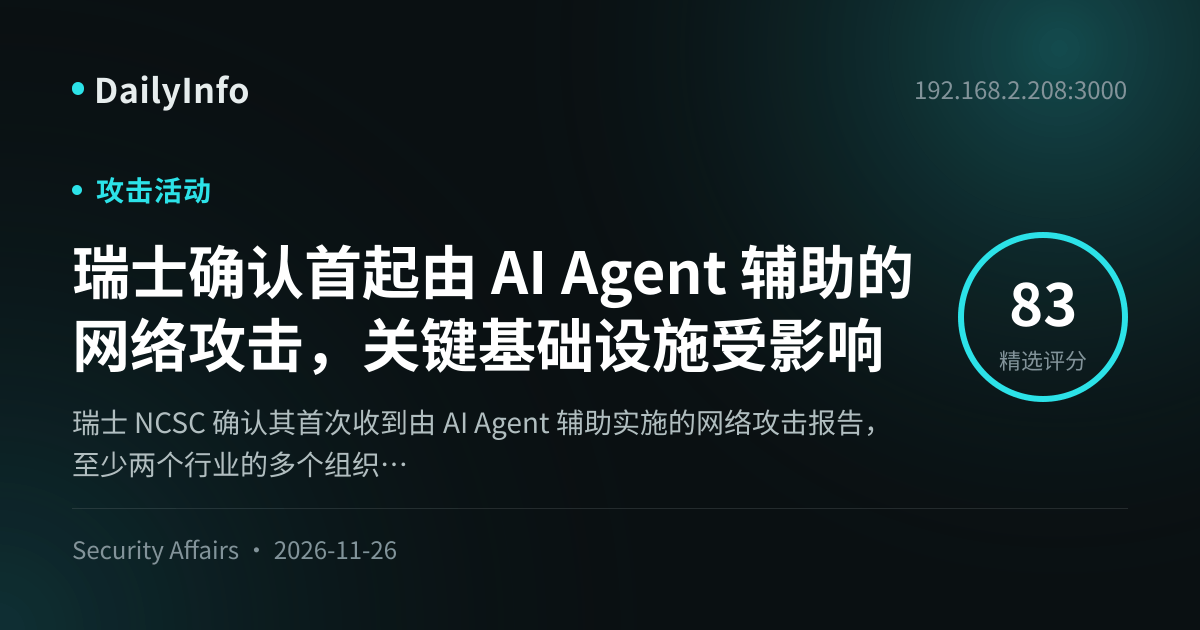 DailyInfo
192.168.2.208:3000
攻击活动
瑞士确认首起由 AI Agent 辅助的
网络攻击，关键基础设施受影响
83
精选评分
瑞士 NCSC 确认其首次收到由 AI Agent 辅助实施的网络攻击报告，
至少两个行业的多个组织…
Security Affairs · 2026-11-26